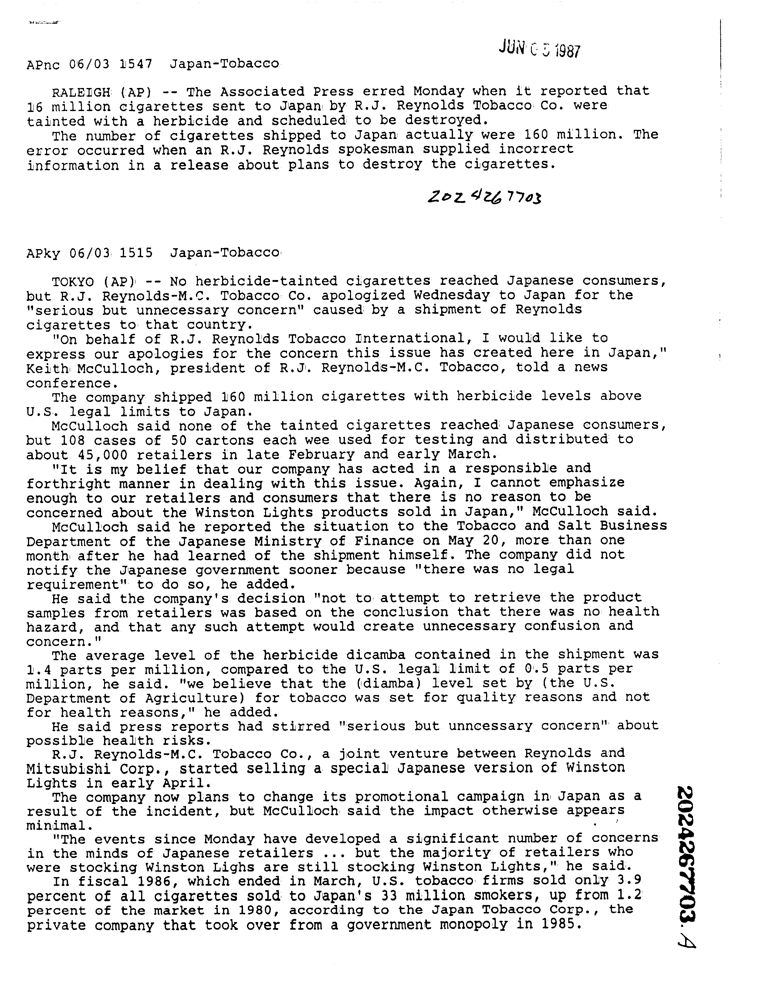 JUN 05 1987
APnc 06/03 1547 Japan-Tobacco
RALEIGH (AP) -- The Associated Press erred Monday when it reported that
16 million cigarettes sent to Japan by R.J. Reynolds Tobacco Co. were
tainted with a herbicide and scheduled to be destroyed.
The number of cigarettes shipped to Japan actually were 160 million. The
error occurred when an R.J. Reynolds spokesman supplied incorrect
information in a release about plans to destroy the cigarettes.
2024267703
APky 06/03 1515 Japan-Tobacco
TOKYO (AP) -- No herbicide-tainted cigarettes reached Japanese consumers,
but R.J. Reynolds-M.C. Tobacco Co. apologized Wednesday to Japan for the
"serious but unnecessary concern" caused by a shipment of Reynolds
cigarettes to that country.
"On behalf of R.J. Reynolds Tobacco International, I would like to
express our apologies for the concern this issue has created here in Japan,"
Keith McCulloch, president of R.J. Reynolds-M.C. Tobacco, told a news
conference.
The company shipped 160 million cigarettes with herbicide levels above
U.S. legal limits to Japan.
McCulloch said none of the tainted cigarettes reached Japanese consumers,
but 108 cases of 50 cartons each wee used for testing and distributed to
about 45,000 retailers in late February and early March.
"It is my belief that our company has acted in a responsible and
forthright manner in dealing with this issue. Again, I cannot emphasize
enough to our retailers and consumers that there is no reason to be
concerned about the Winston Lights products sold in Japan," McCulloch said.
McCulloch said he reported the situation to the Tobacco and Salt Business
Department of the Japanese Ministry of Finance on May 20, more than one
month after he had learned of the shipment himself. The company did not
notify the Japanese government sooner because "there was no legal
requirement" to do so, he added.
He said the company's decision "not to attempt to retrieve the product
samples from retailers was based on the conclusion that there was no health
hazard, and that any such attempt would create unnecessary confusion and
concern."
The average level of the herbicide dicamba contained in the shipment was
1.4 parts per million, compared to the U.S. legal limit of 0.5 parts per
million, he said. "we believe that the (diamba) level set by (the U.S.
Department of Agriculture) for tobacco was set for quality reasons and not
for health reasons," he added.
He said press reports had stirred "serious but unncessary concern" about
possible health risks.
R.J. Reynolds-M.C. Tobacco Co., a joint venture between Reynolds and
Mitsubishi Corp., started selling a special Japanese version of Winston
Lights in early April.
The company now plans to change its promotional campaign in Japan as a
result of the incident, but McCulloch said the impact otherwise appears
minimal.
"The events since Monday have developed a significant number of concerns
in the minds of Japanese retailers ... but the majority of retailers who
were stocking Winston Lighs are still stocking Winston Lights," he said.
In fiscal 1986, which ended in March, U.S. tobacco firms sold only 3.9
percent of all cigarettes sold to Japan's 33 million smokers, up from 1.2
percent of the market in 1980, according to the Japan Tobacco Corp., the
private company that took over from a government monopoly in 1985.
2024267703.A